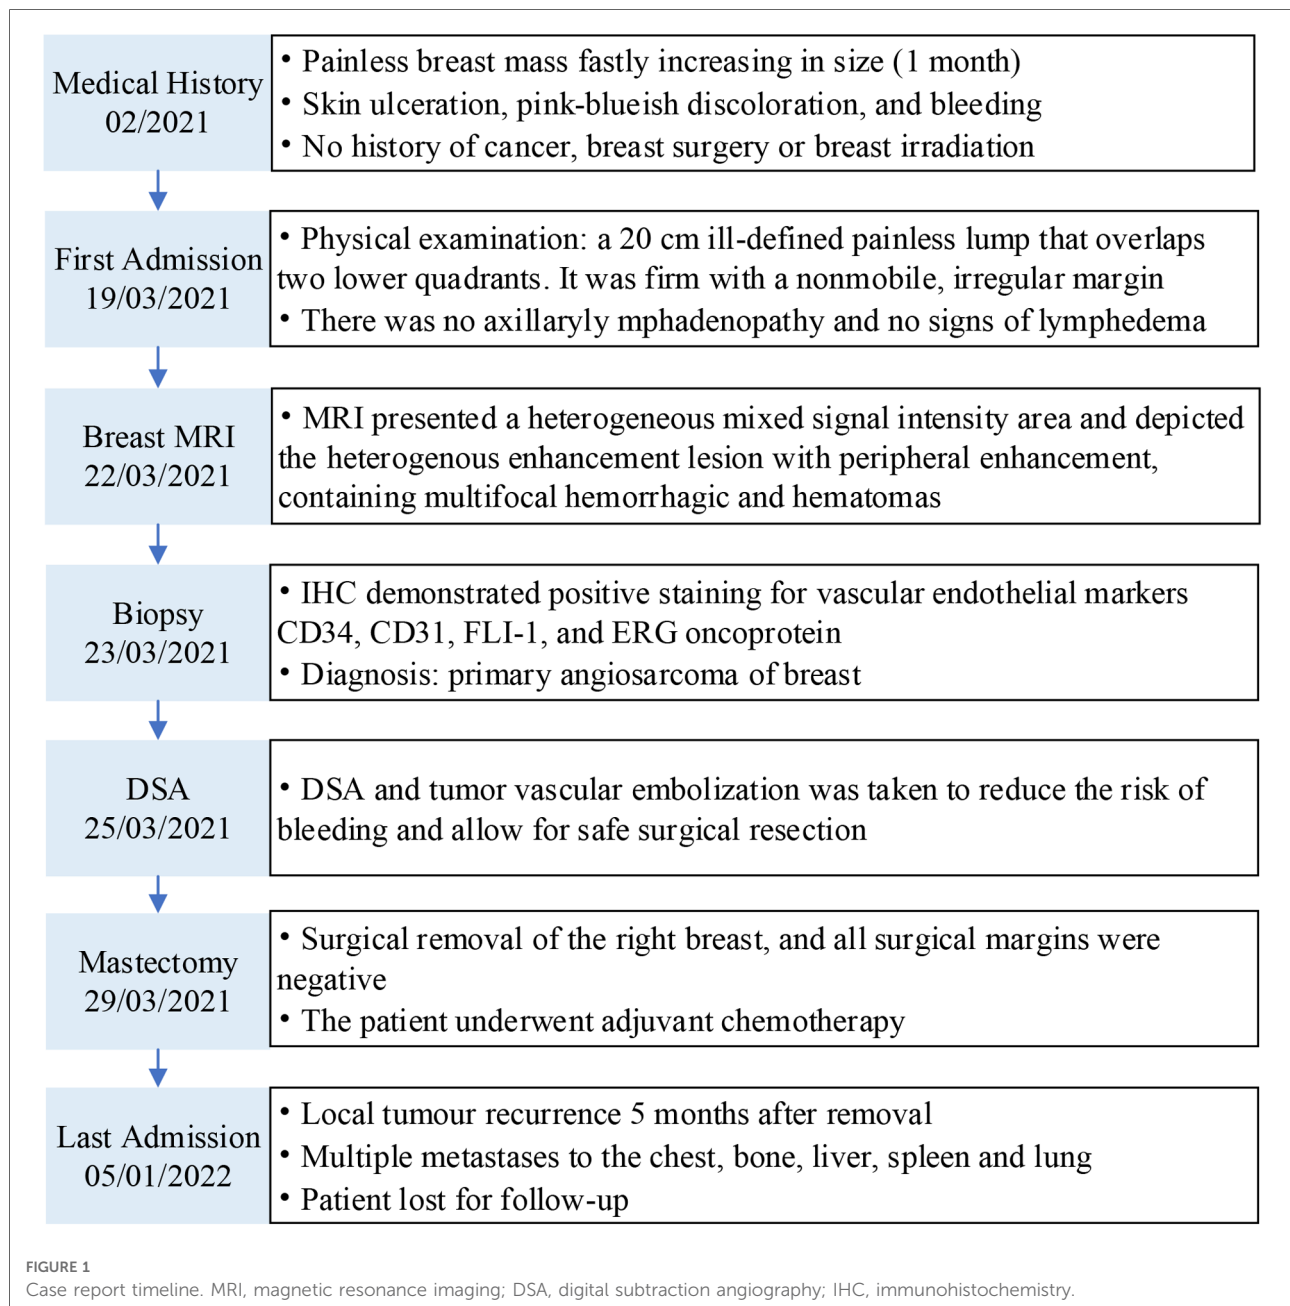 Medical History
02/2021
• Painless breast mass fastly increasing in size (1 month)
• Skin ulceration, pink-blueish discoloration, and bleeding
• No history of cancer, breast surgery or breast irradiation
First Admission
19/03/2021
• Physical examination: a 20 cm ill-defined painless lump that overlaps
two lower quadrants. It was firm with a nonmobile, irregular margin
• There was no axillaryly mphadenopathy and no signs of lymphedema
Breast MRI
22/03/2021
• MRI presented a heterogeneous mixed signal intensity area and depicted
the heterogenous enhancement lesion with peripheral enhancement,
containing multifocal hemorrhagic and hematomas
Biopsy
23/03/2021
• IHC demonstrated positive staining for vascular endothelial markers
CD34, CD31, FLI-1, and ERG oncoprotein
• Diagnosis: primary angiosarcoma of breast
DSA
25/03/2021
• DSA and tumor vascular embolization was taken to reduce the risk of
bleeding and allow for safe surgical resection
Mastectomy
29/03/2021
• Surgical removal of the right breast, and all surgical margins were
negative
• The patient underwent adjuvant chemotherapy
Last Admission
05/01/2022
• Local tumour recurrence 5 months after removal
• Multiple metastases to the chest, bone, liver, spleen and lung
• Patient lost for follow-up
FIGURE 1
Case report timeline. MRI, magnetic resonance imaging; DSA, digital subtraction angiography; IHC, immunohistochemistry.